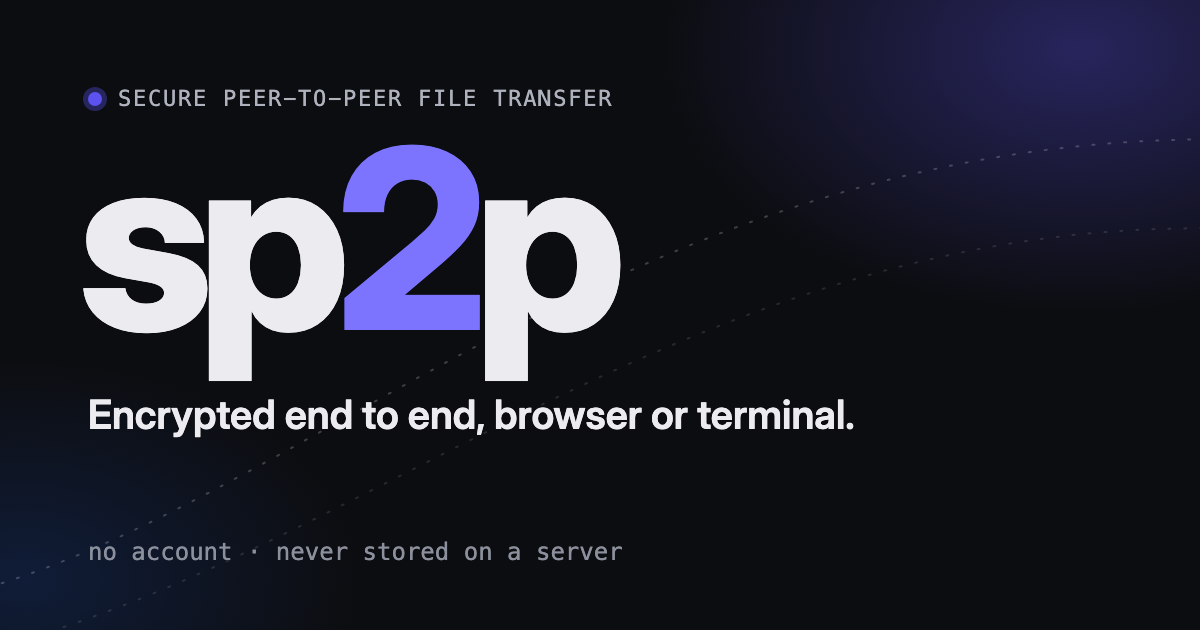 SECURE PEER-TO-PEER FILE TRANSFER
sp2p
Encrypted end to end, browser or terminal.
no account · never stored on a server